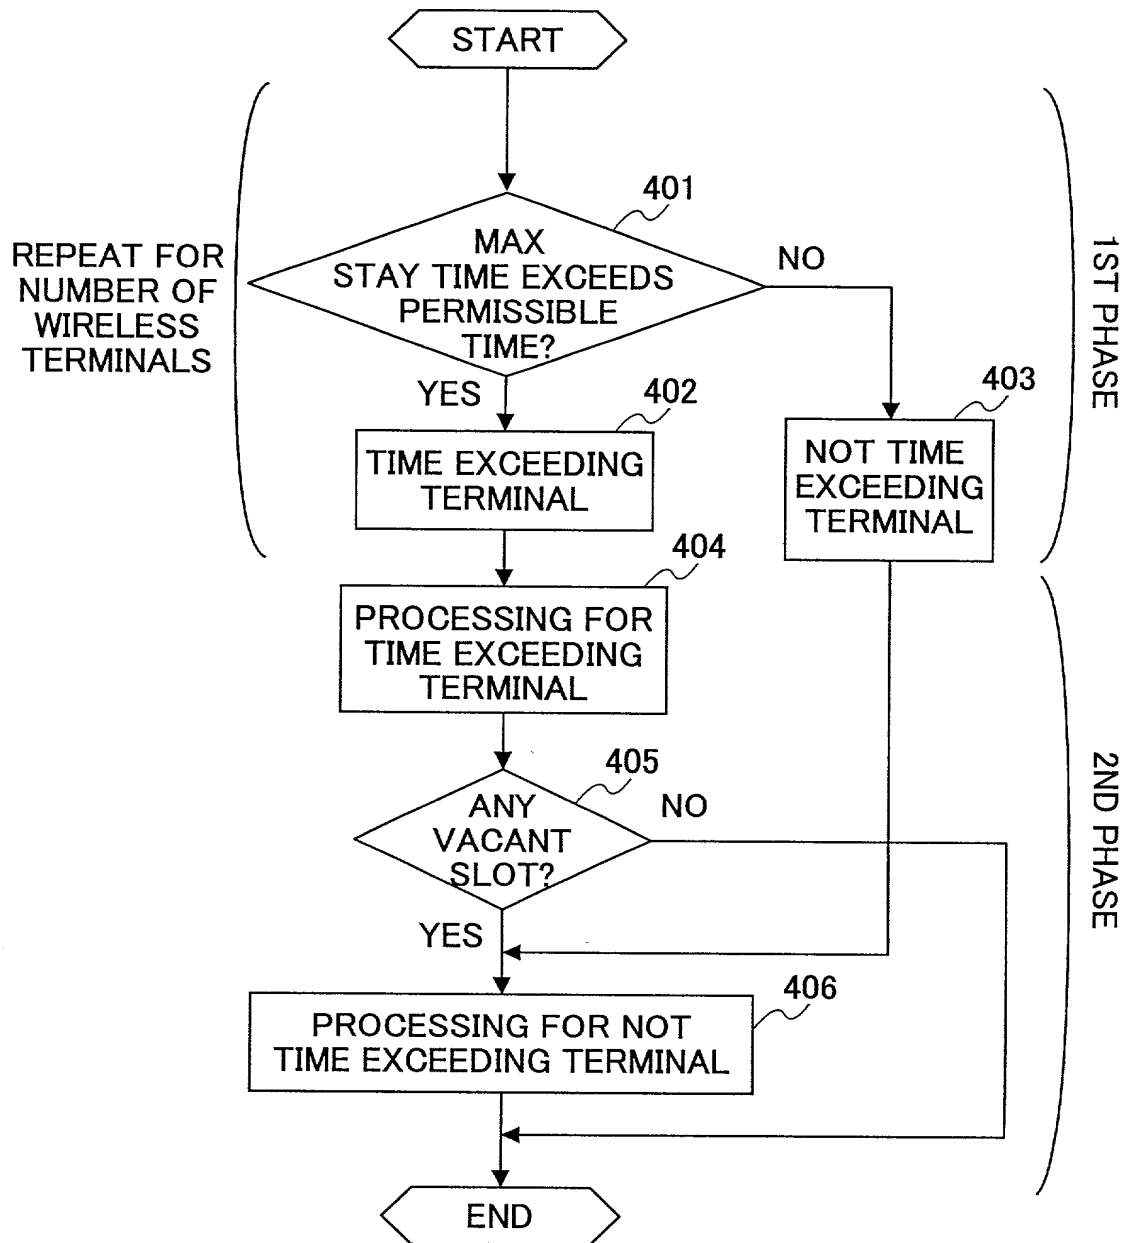 START
401
MAX
STAY TIME EXCEEDS
PERMISSIBLE
TIME?
NO
YES
REPEAT FOR
NUMBER OF
WIRELESS
TERMINALS
1ST PHASE
402
TIME EXCEEDING
TERMINAL
403
NOT TIME
EXCEEDING
TERMINAL
404
PROCESSING FOR
TIME EXCEEDING
TERMINAL
405
ANY
VACANT
SLOT?
NO
YES
2ND PHASE
406
PROCESSING FOR NOT
TIME EXCEEDING TERMINAL
END